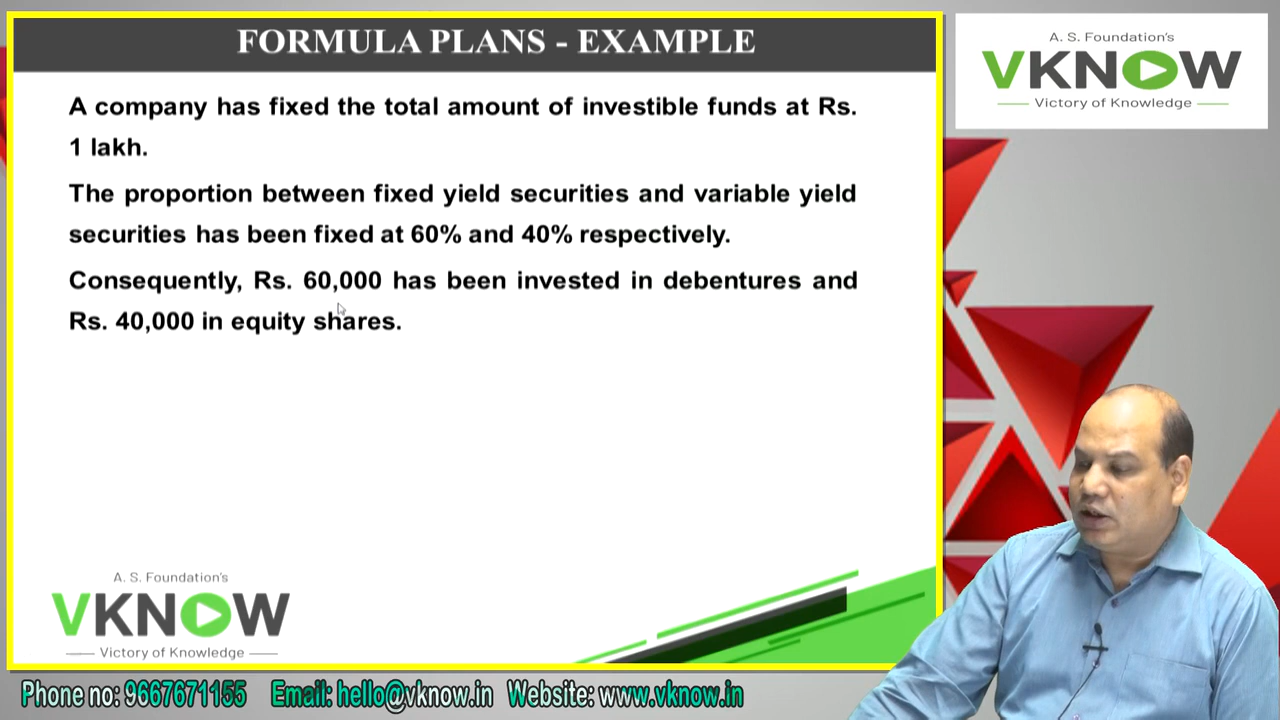 FORMULA PLANS - EXAMPLE
A company has fixed the total amount of investible funds at Rs.
1 lakh.
The proportion between fixed yield securities and variable yield
securities has been fixed at 60% and 40% respectively.
Consequently, Rs. 60,000 has been invested in debentures and
Rs. 40,000 in equity shares.
A. S. Foundation's
VKNOW
Victory of Knowledge
A. S. Foundation's
VKNOW
Victory of Knowledge
Phone no: 9667671155 Email: hello@vknow.in Website: www.vknow.in